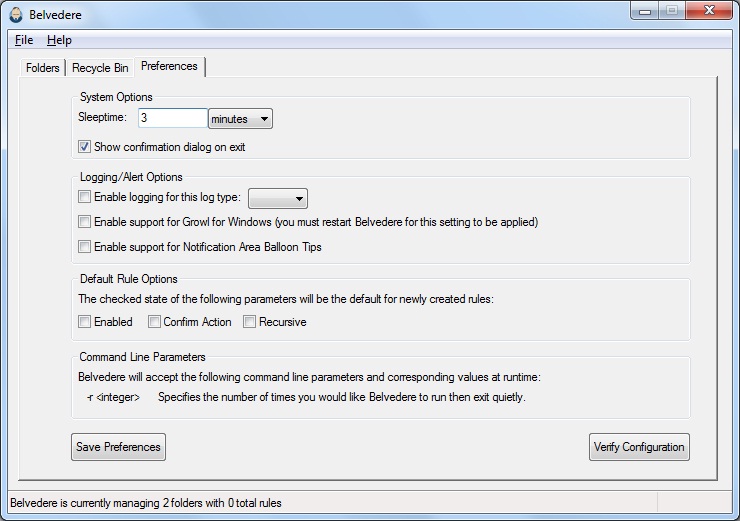 Belvedere
File Help
Folders Recycle Bin Preferences
System Options
Sleeptime: 3 minutes
Show confirmation dialog on exit
Logging/Alert Options
Enable logging for this log type:
Enable support for Growl for Windows (you must restart Belvedere for this setting to be applied)
Enable support for Notification Area Balloon Tips
Default Rule Options
The checked state of the following parameters will be the default for newly created rules:
Enabled Confirm Action Recursive
Command Line Parameters
Belvedere will accept the following command line parameters and corresponding values at runtime:
-r <integer> Specifies the number of times you would like Belvedere to run then exit quietly.
Save Preferences Verify Configuration
Belvedere is currently managing 2 folders with 0 total rules